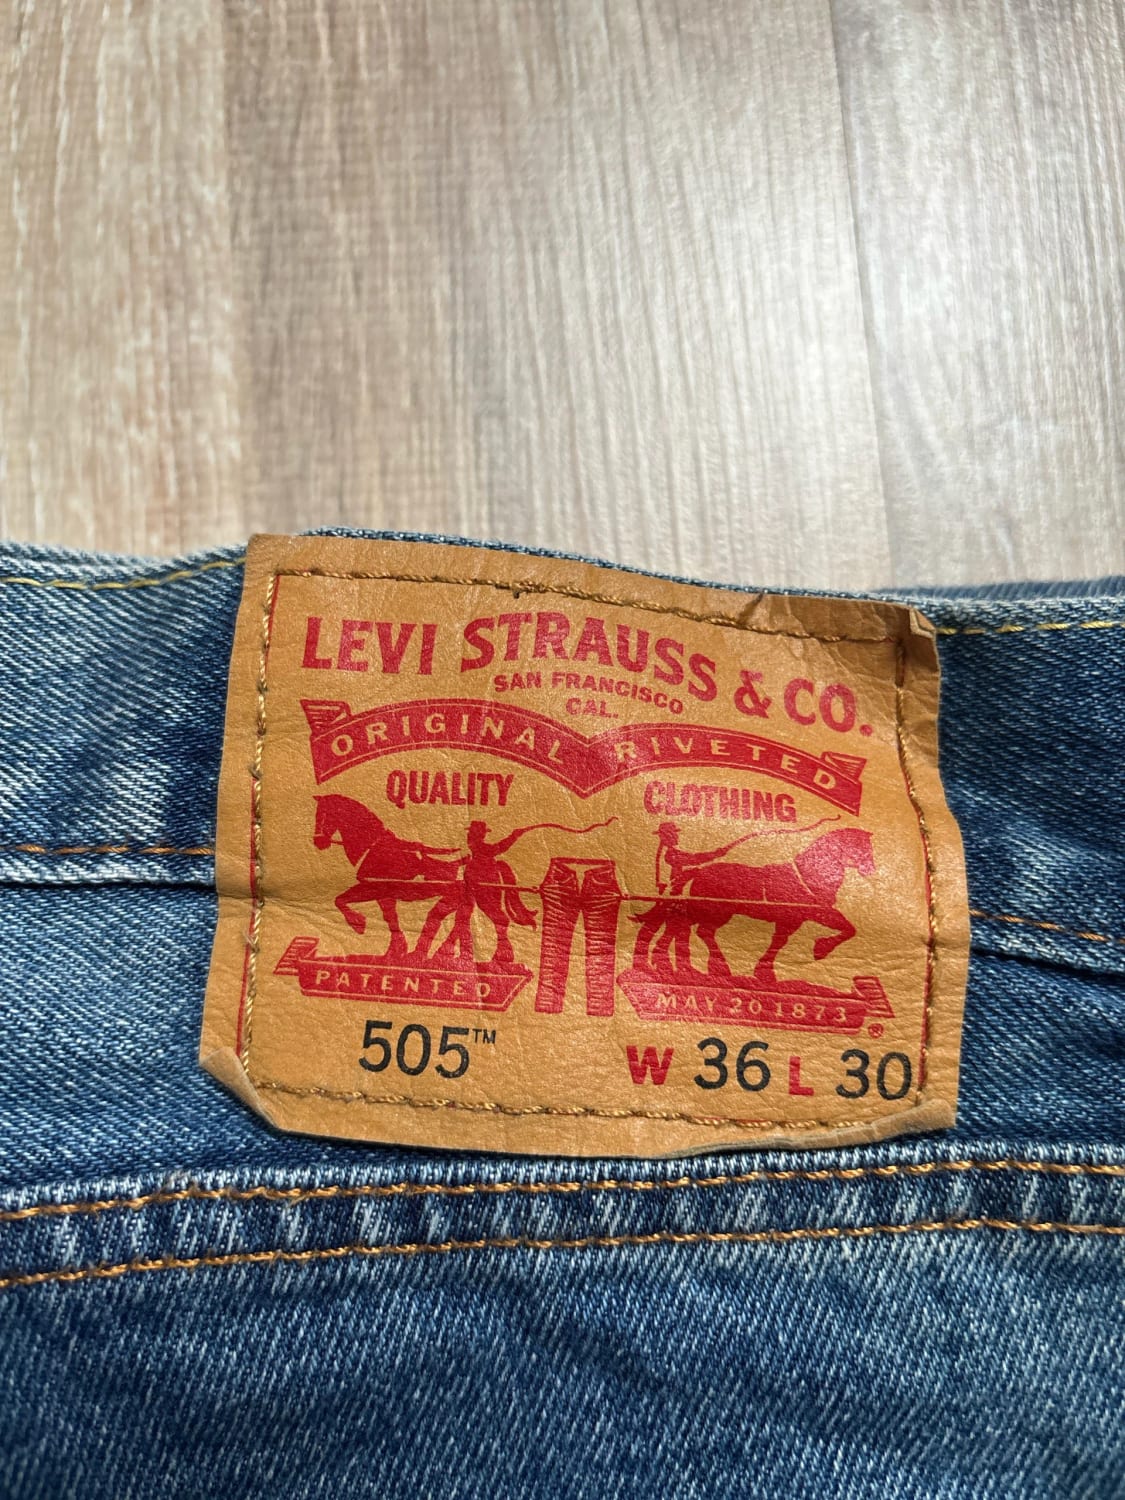 LEVI STRAUSS & CO.
SAN FRANCISCO
CAL.
ORIGINAL RIVETED
QUALITY CLOTHING
PATENTED MAY 20 1873 ®
505™ W 36 L 30